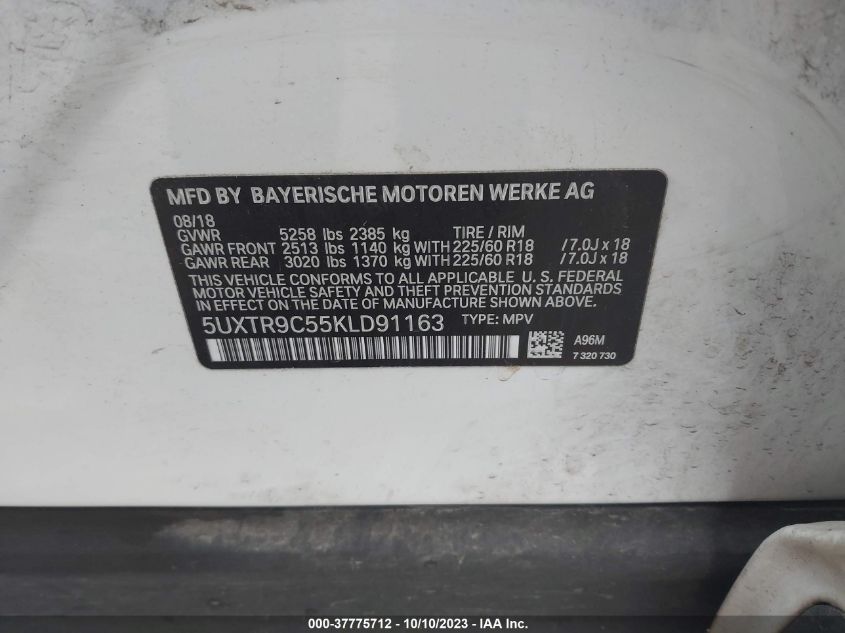 MFD BY BAYERISCHE MOTOREN WERKE AG
08/18
GVWR 5258 lbs 2385 kg TIRE / RIM
GAWR FRONT 2513 lbs 1140 kg WITH 225/60 R18 /7.0J x 18
GAWR REAR 3020 lbs 1370 kg WITH 225/60 R18 /7.0J x 18
THIS VEHICLE CONFORMS TO ALL APPLICABLE U. S. FEDERAL
MOTOR VEHICLE SAFETY AND THEFT PREVENTION STANDARDS
IN EFFECT ON THE DATE OF MANUFACTURE SHOWN ABOVE.
5UXTR9C55KLD91163 TYPE: MPV
A96M
7 320 730
000-37775712 - 10/10/2023 - IAA Inc.